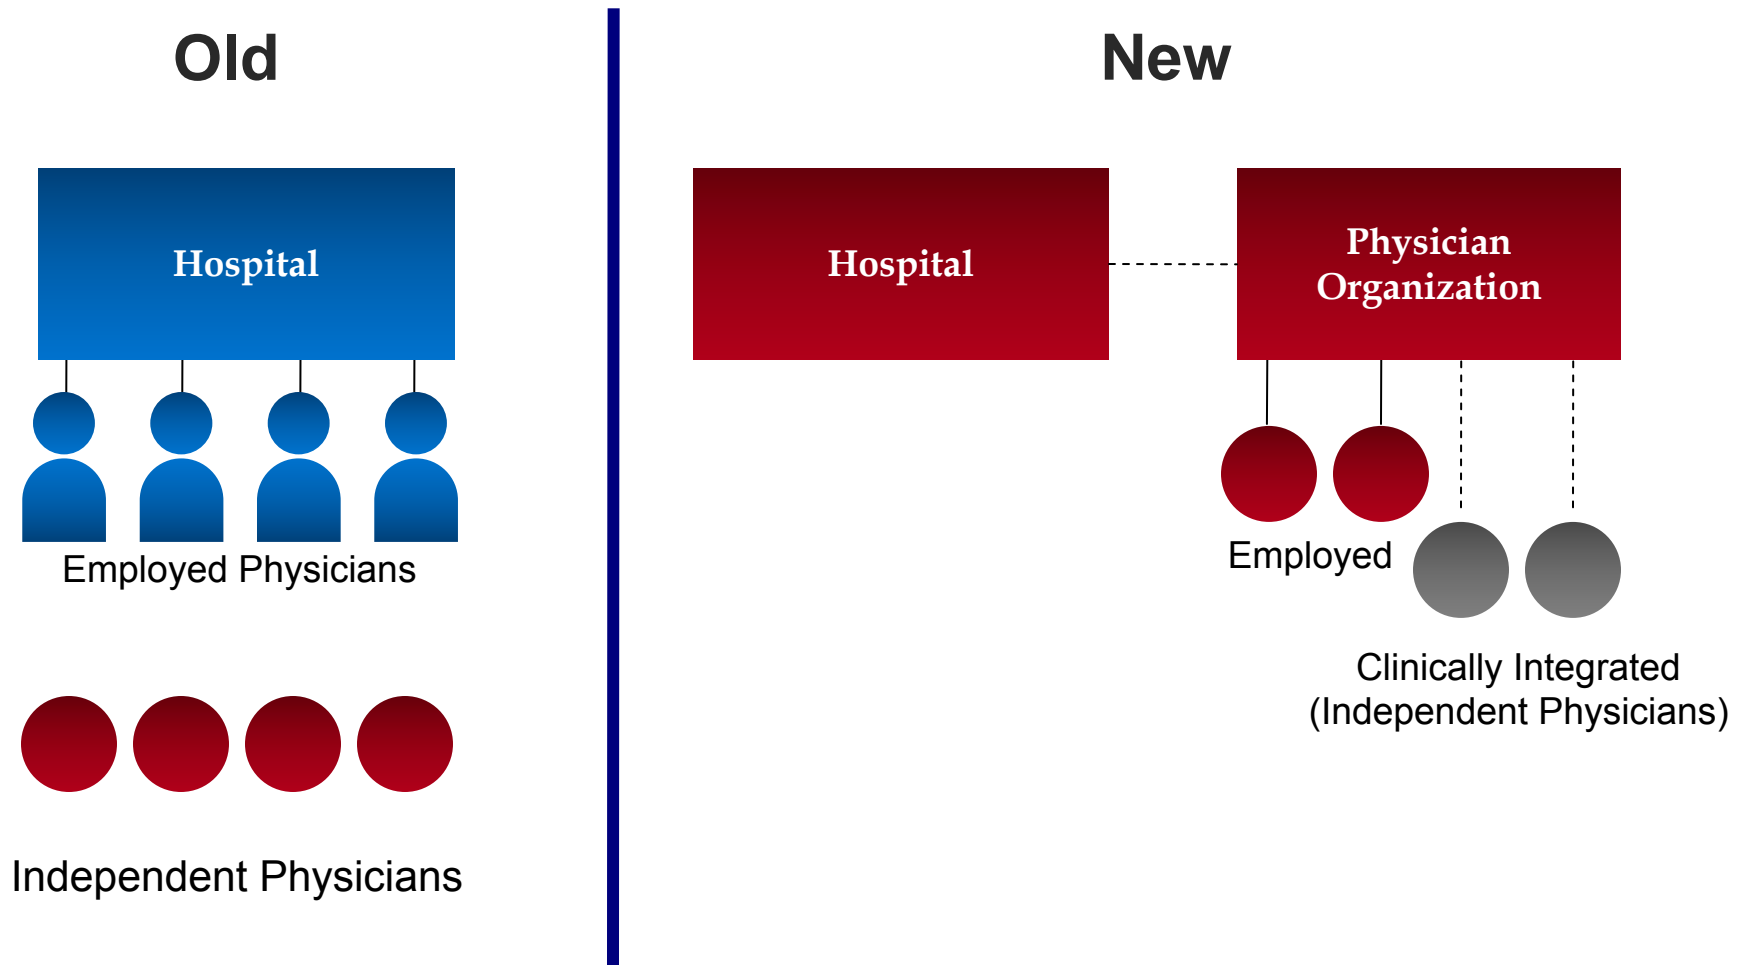 Old
Hospital
Employed Physicians
Independent Physicians
New
Hospital
Physician
Organization
Employed
Clinically Integrated
(Independent Physicians)